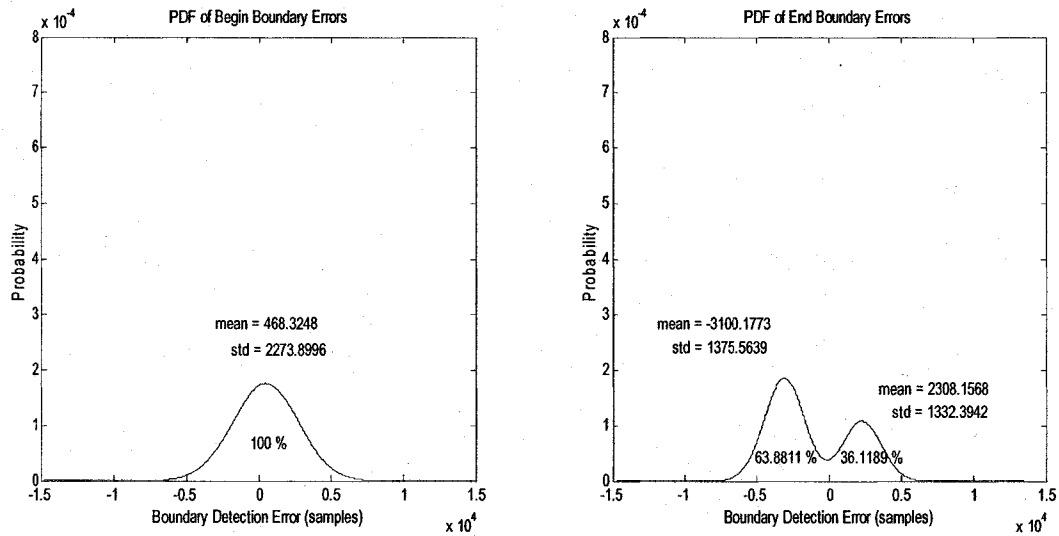 PDF of Begin Boundary Errors
x 10-4
8
7
6
5
4
3
2
1
0
Probability
mean = 468.3248
std = 2273.8996
100 %
-1.5 -1 -0.5 0 0.5 1 1.5
Boundary Detection Error (samples)
x 104
PDF of End Boundary Errors
x 10-4
8
7
6
5
4
3
2
1
0
Probability
mean = -3100.1773
std = 1375.5639
mean = 2308.1568
std = 1332.3942
63.8811 % 36.1189 %
-1.5 -1 -0.5 0 0.5 1 1.5
Boundary Detection Error (samples)
x 104